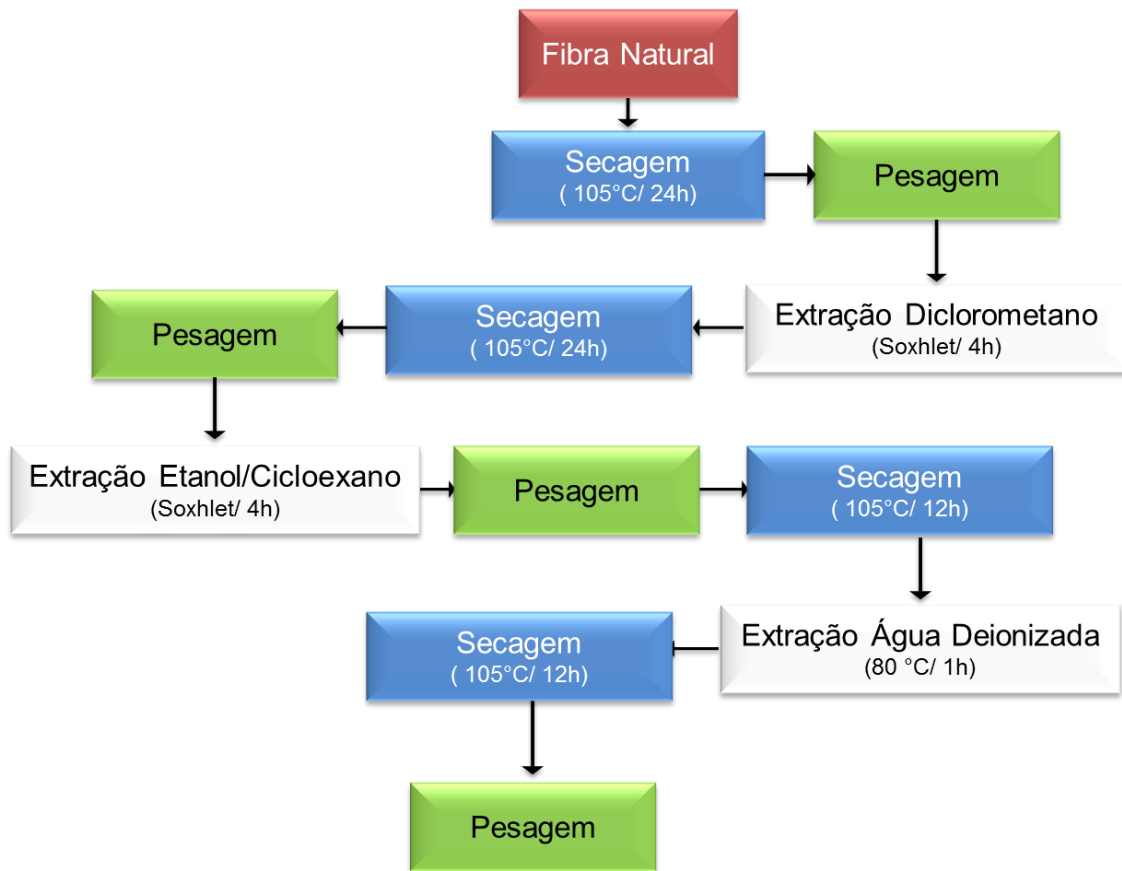 Fibra Natural
Secagem
( 105°C/ 24h)
Pesagem
Extração Diclorometano
(Soxhlet/ 4h)
Secagem
( 105°C/ 24h)
Pesagem
Extração Etanol/Cicloexano
(Soxhlet/ 4h)
Pesagem
Secagem
( 105°C/ 12h)
Extração Água Deionizada
(80 °C/ 1h)
Secagem
( 105°C/ 12h)
Pesagem